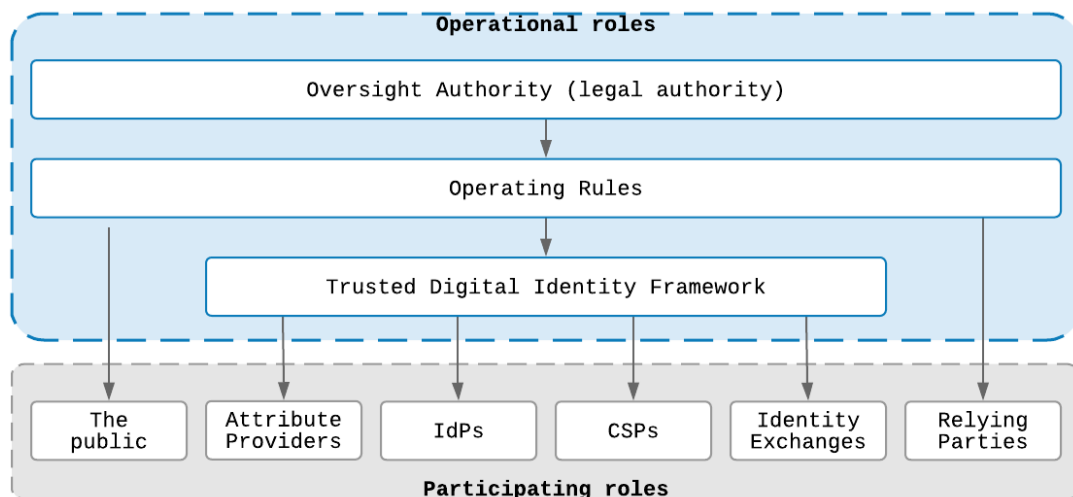 Operational roles
Oversight Authority (legal authority)
Operating Rules
Trusted Digital Identity Framework
The
public
Attribute
Providers
IdPs
CSPs
Identity
Exchanges
Relying
Parties
Participating roles